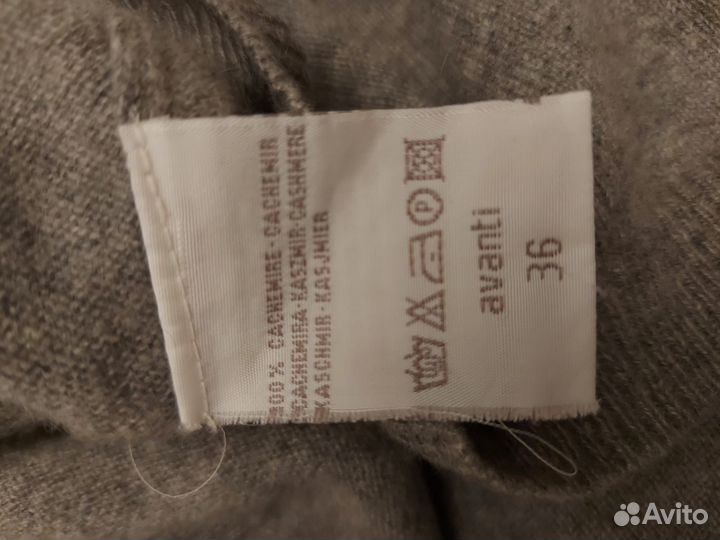 100% CACHEMIRE·CACHEMIR
CACHEMIRA·KASZMIR·CASHMERE
KASCHMIR·KASJMIER
P
avanti
36
Avito